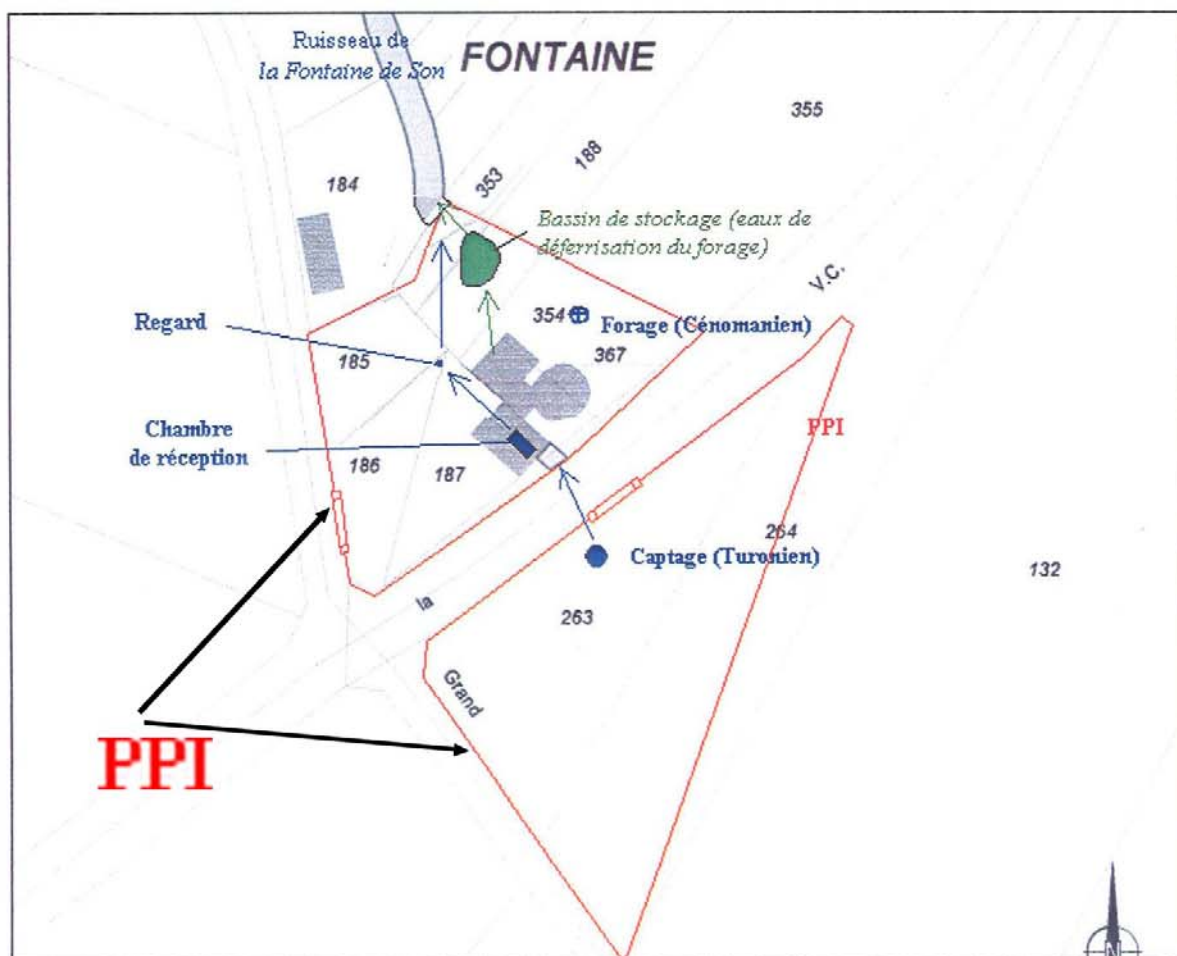 Ruisseau de
la Fontaine de Son
FONTAINE
355
188
353
184
Bassin de stockage (eaux de
déferrisation du forage)
V.C.
354
Forage (Cénomanien)
Regard
367
185
PPI
Chambre
de réception
186
187
264
Captage (Turonien)
132
la
263
Grand
PPI
N